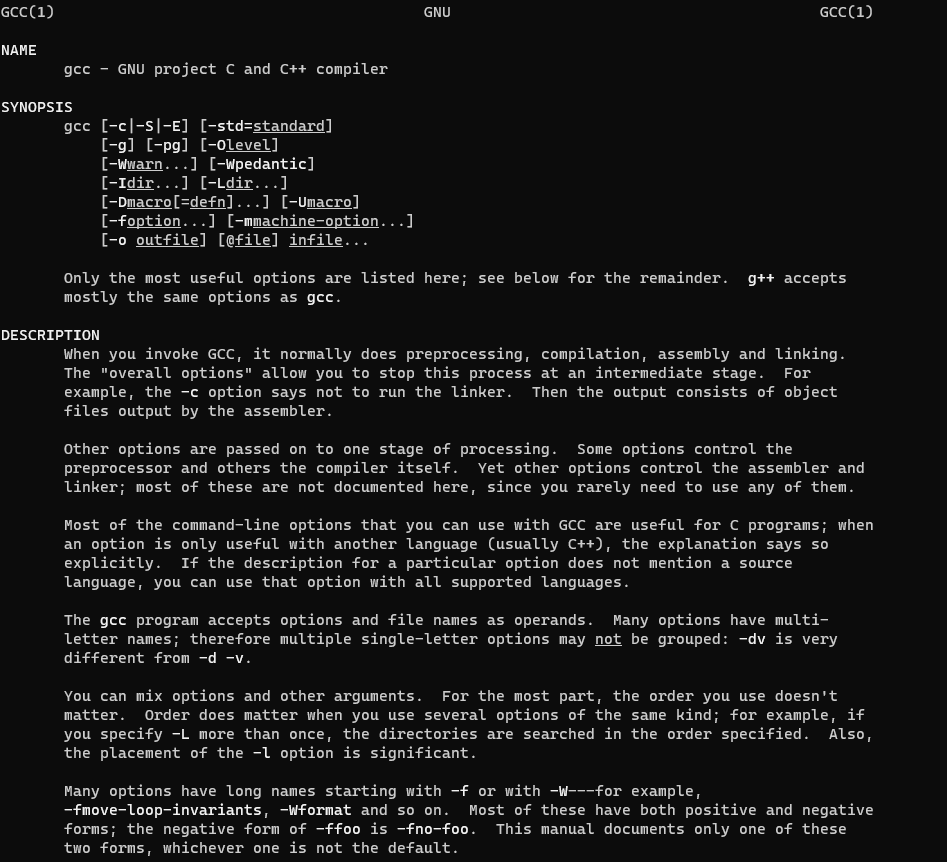 GCC(1) GNU GCC(1)
NAME
gcc - GNU project C and C++ compiler
SYNOPSIS
gcc [-c|-S|-E] [-std=standard]
[-g] [-pg] [-Olevel]
[-Wwarn...] [-Wpedantic]
[-Idir...] [-Ldir...]
[-Dmacro[=defn]...] [-Umacro]
[-foption...] [-mmachine-option...]
[-o outfile] [@file] infile...
Only the most useful options are listed here; see below for the remainder.  g++ accepts
mostly the same options as gcc.
DESCRIPTION
When you invoke GCC, it normally does preprocessing, compilation, assembly and linking.
The "overall options" allow you to stop this process at an intermediate stage.  For
example, the -c option says not to run the linker.  Then the output consists of object
files output by the assembler.
Other options are passed on to one stage of processing.  Some options control the
preprocessor and others the compiler itself.  Yet other options control the assembler and
linker; most of these are not documented here, since you rarely need to use any of them.
Most of the command-line options that you can use with GCC are useful for C programs; when
an option is only useful with another language (usually C++), the explanation says so
explicitly.  If the description for a particular option does not mention a source
language, you can use that option with all supported languages.
The gcc program accepts options and file names as operands.  Many options have multi-
letter names; therefore multiple single-letter options may not be grouped: -dv is very
different from -d -v.
You can mix options and other arguments.  For the most part, the order you use doesn't
matter.  Order does matter when you use several options of the same kind; for example, if
you specify -L more than once, the directories are searched in the order specified.  Also,
the placement of the -l option is significant.
Many options have long names starting with -f or with -W---for example,
-fmove-loop-invariants, -Wformat and so on.  Most of these have both positive and negative
forms; the negative form of -ffoo is -fno-foo.  This manual documents only one of these
two forms, whichever one is not the default.